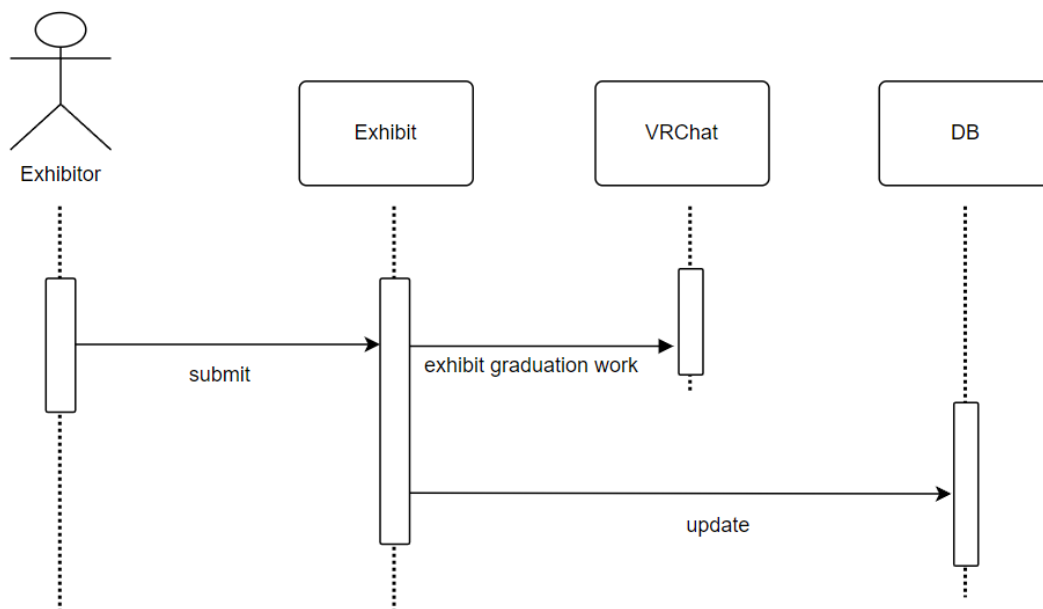 Exhibitor
Exhibit
VRChat
DB
submit
exhibit graduation work
update